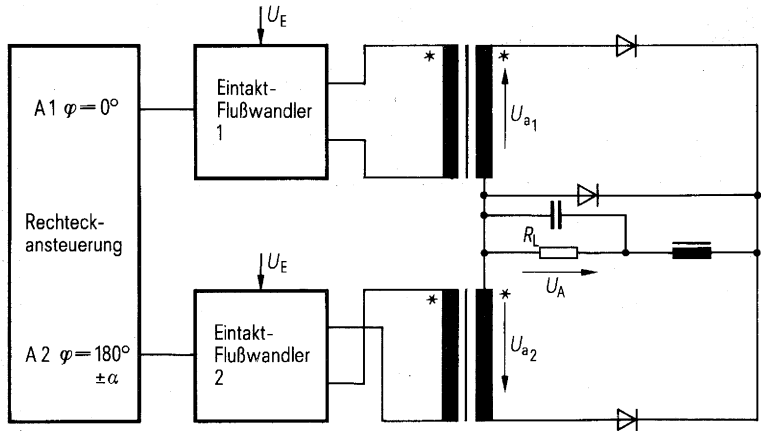 U_E
A1 φ=0°
Eintakt-
Flußwandler
1
*
*
U_a1
Rechteck-
ansteuerung
R_L
U_A
U_E
A2 φ=180°
±α
Eintakt-
Flußwandler
2
*
*
U_a2